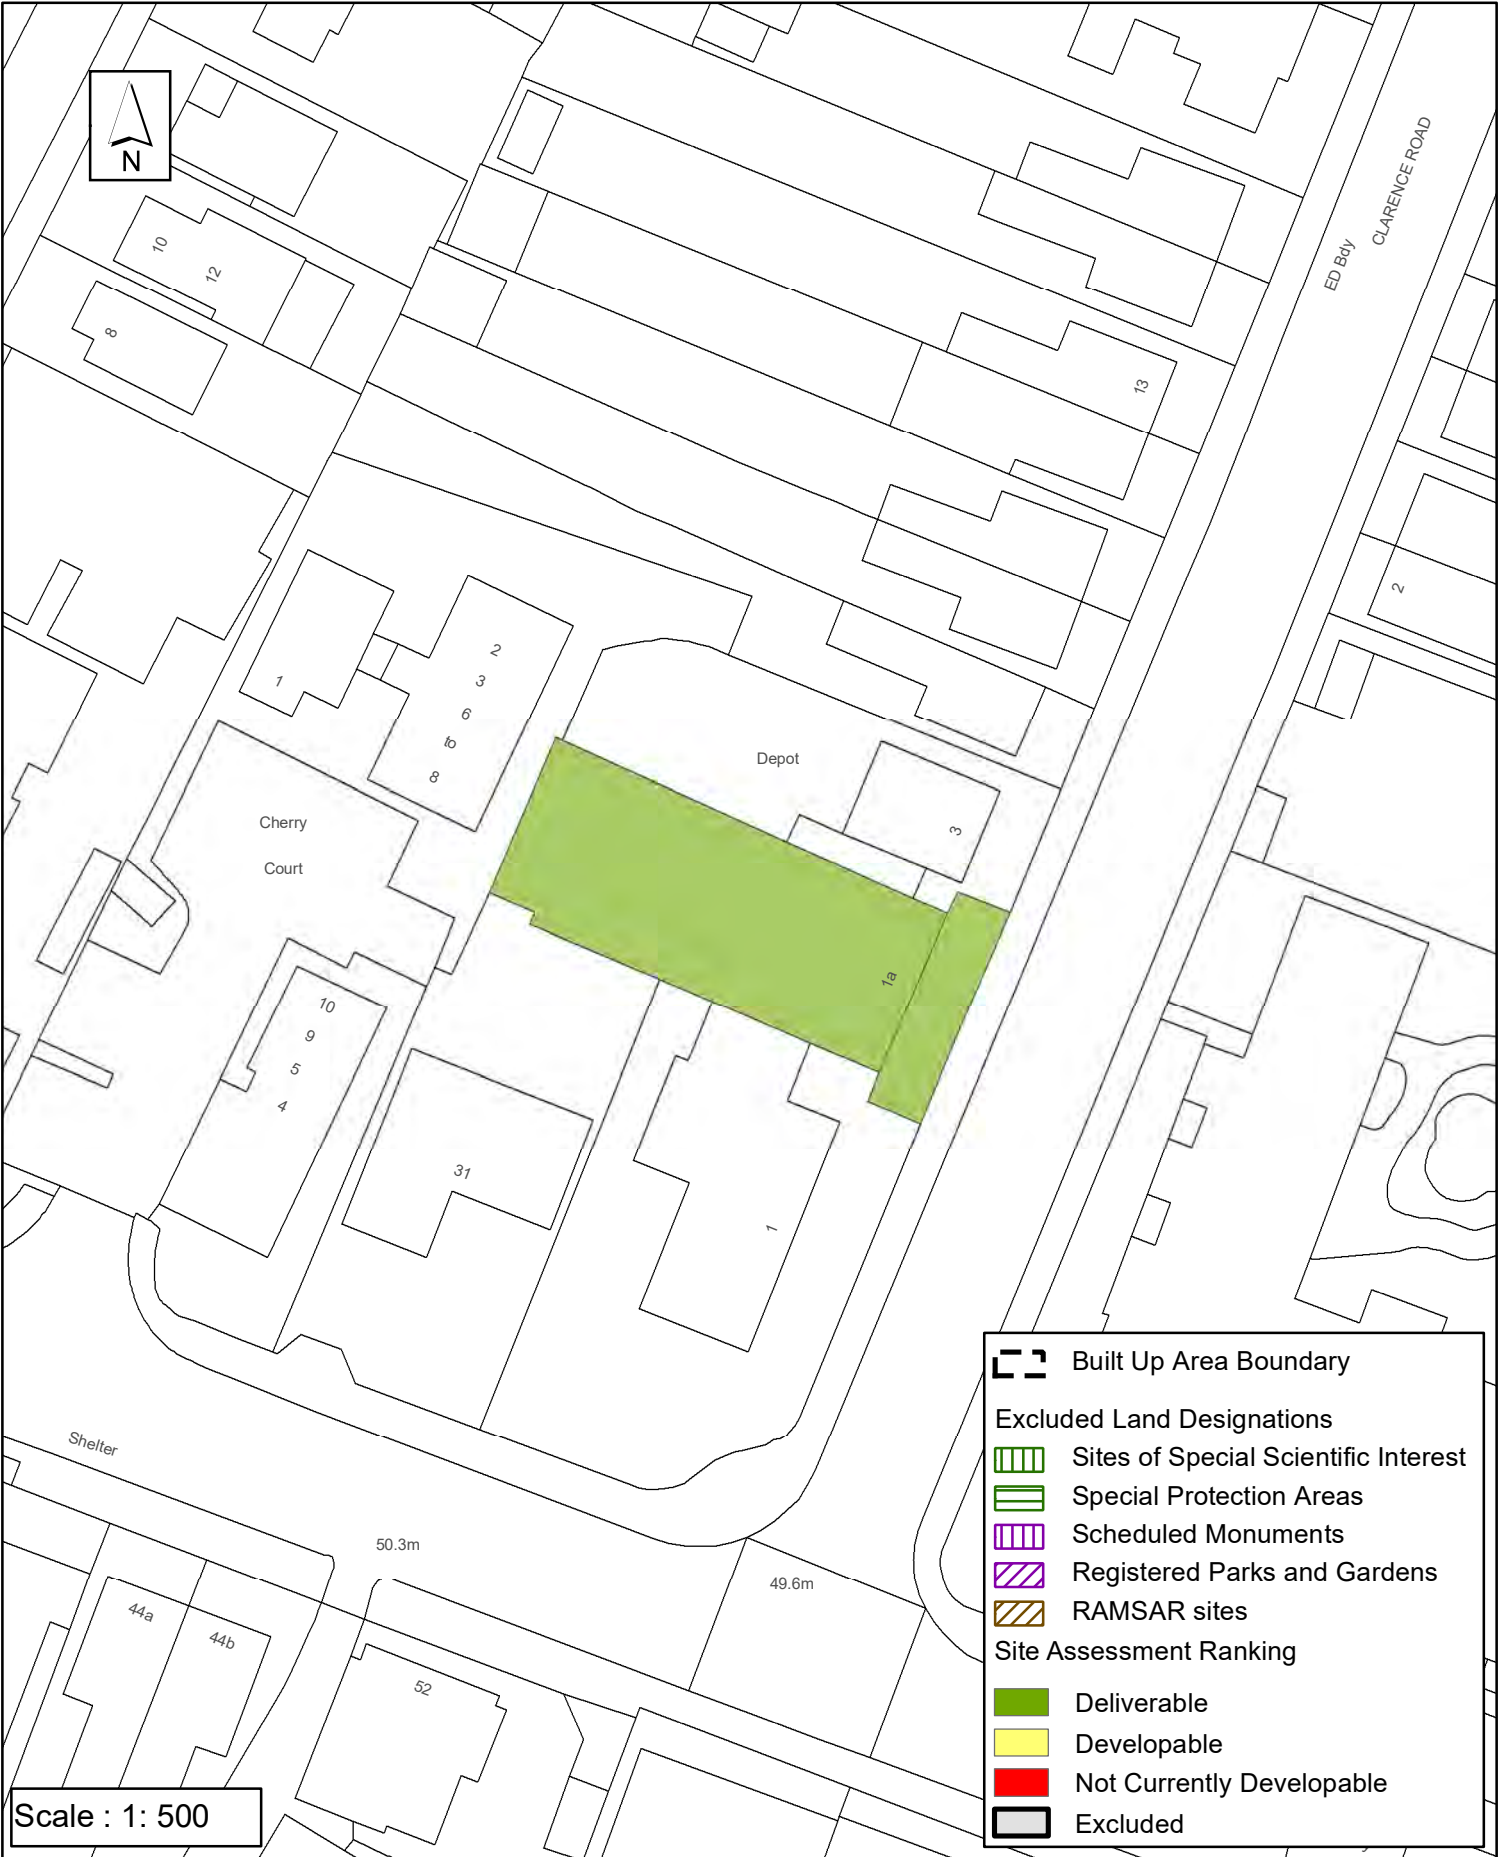 N
CLARENCE ROAD
ED Bdy
10
12
8
13
2
1
2
3
6
to
8
Depot
3
Cherry
Court
1a
10
9
5
4
31
1
Shelter
50.3m
49.6m
44a
44b
52
Scale : 1: 500
Built Up Area Boundary
Excluded Land Designations
Sites of Special Scientific Interest
Special Protection Areas
Scheduled Monuments
Registered Parks and Gardens
RAMSAR sites
Site Assessment Ranking
Deliverable
Developable
Not Currently Developable
Excluded